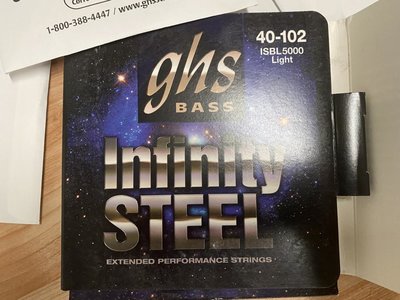 1-800-388-4447 / www.ghs
40-102
ISBL5000
Light
ghs
BASS
Infinity
STEEL
EXTENDED PERFORMANCE STRINGS